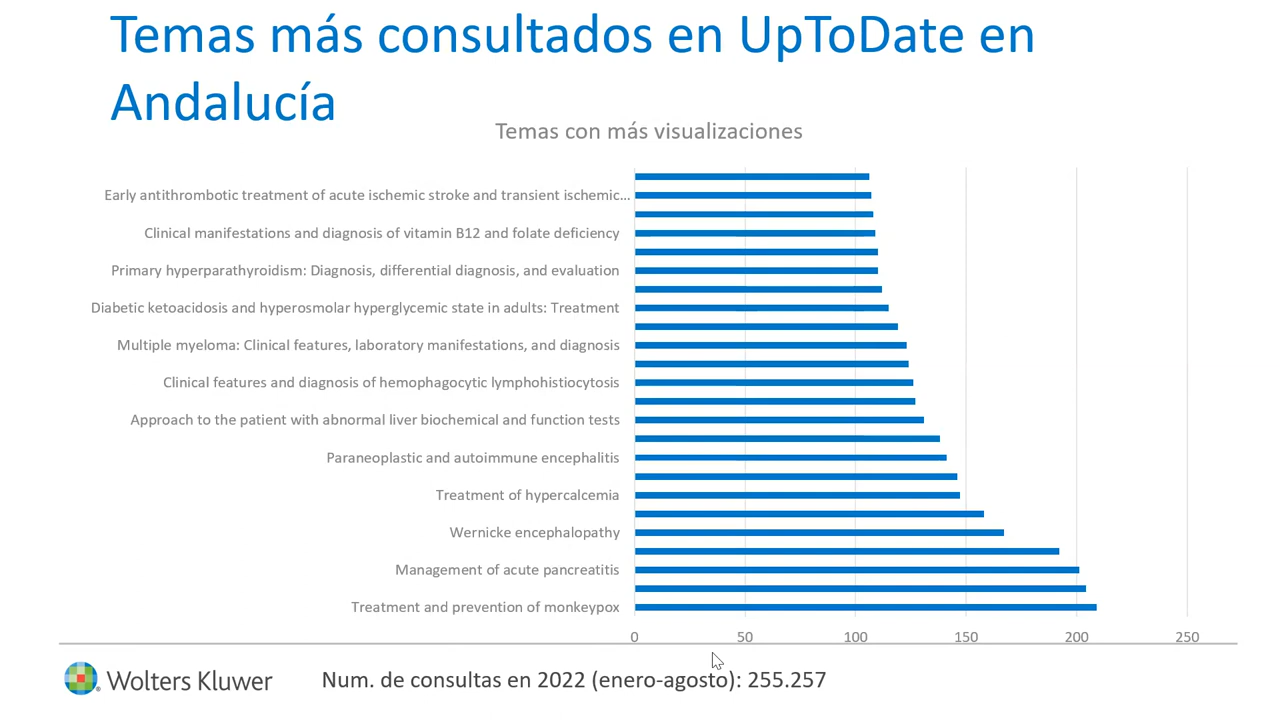 Temas más consultados en UpToDate en
Andalucía
Temas con más visualizaciones
Early antithrombotic treatment of acute ischemic stroke and transient ischemic…
Clinical manifestations and diagnosis of vitamin B12 and folate deficiency
Primary hyperparathyroidism: Diagnosis, differential diagnosis, and evaluation
Diabetic ketoacidosis and hyperosmolar hyperglycemic state in adults: Treatment
Multiple myeloma: Clinical features, laboratory manifestations, and diagnosis
Clinical features and diagnosis of hemophagocytic lymphohistiocytosis
Approach to the patient with abnormal liver biochemical and function tests
Paraneoplastic and autoimmune encephalitis
Treatment of hypercalcemia
Wernicke encephalopathy
Management of acute pancreatitis
Treatment and prevention of monkeypox
0 50 100 150 200 250
Wolters Kluwer
Num. de consultas en 2022 (enero-agosto): 255.257